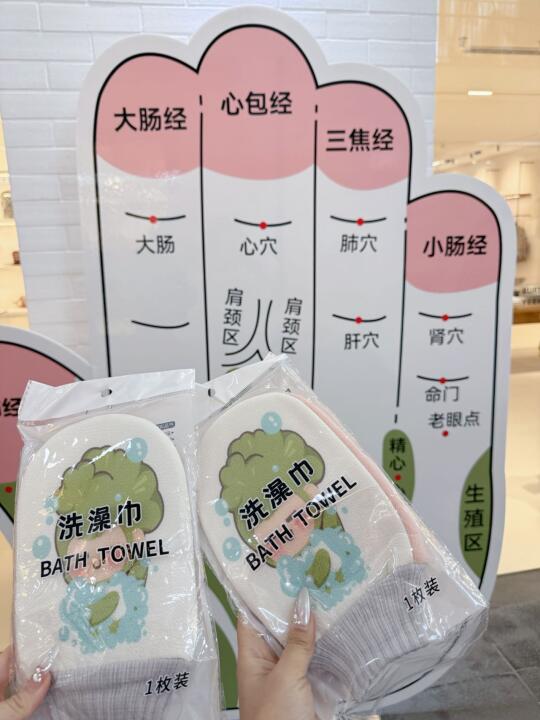 大肠经
心包经
三焦经
小肠经
大肠
心穴
肺穴
肾穴
肩颈区
肩颈区
肝穴
命门
老眼点
精心
生殖区
经
洗澡巾
BATH TOWEL
1枚装
洗澡巾
BATH TOWEL
1枚装